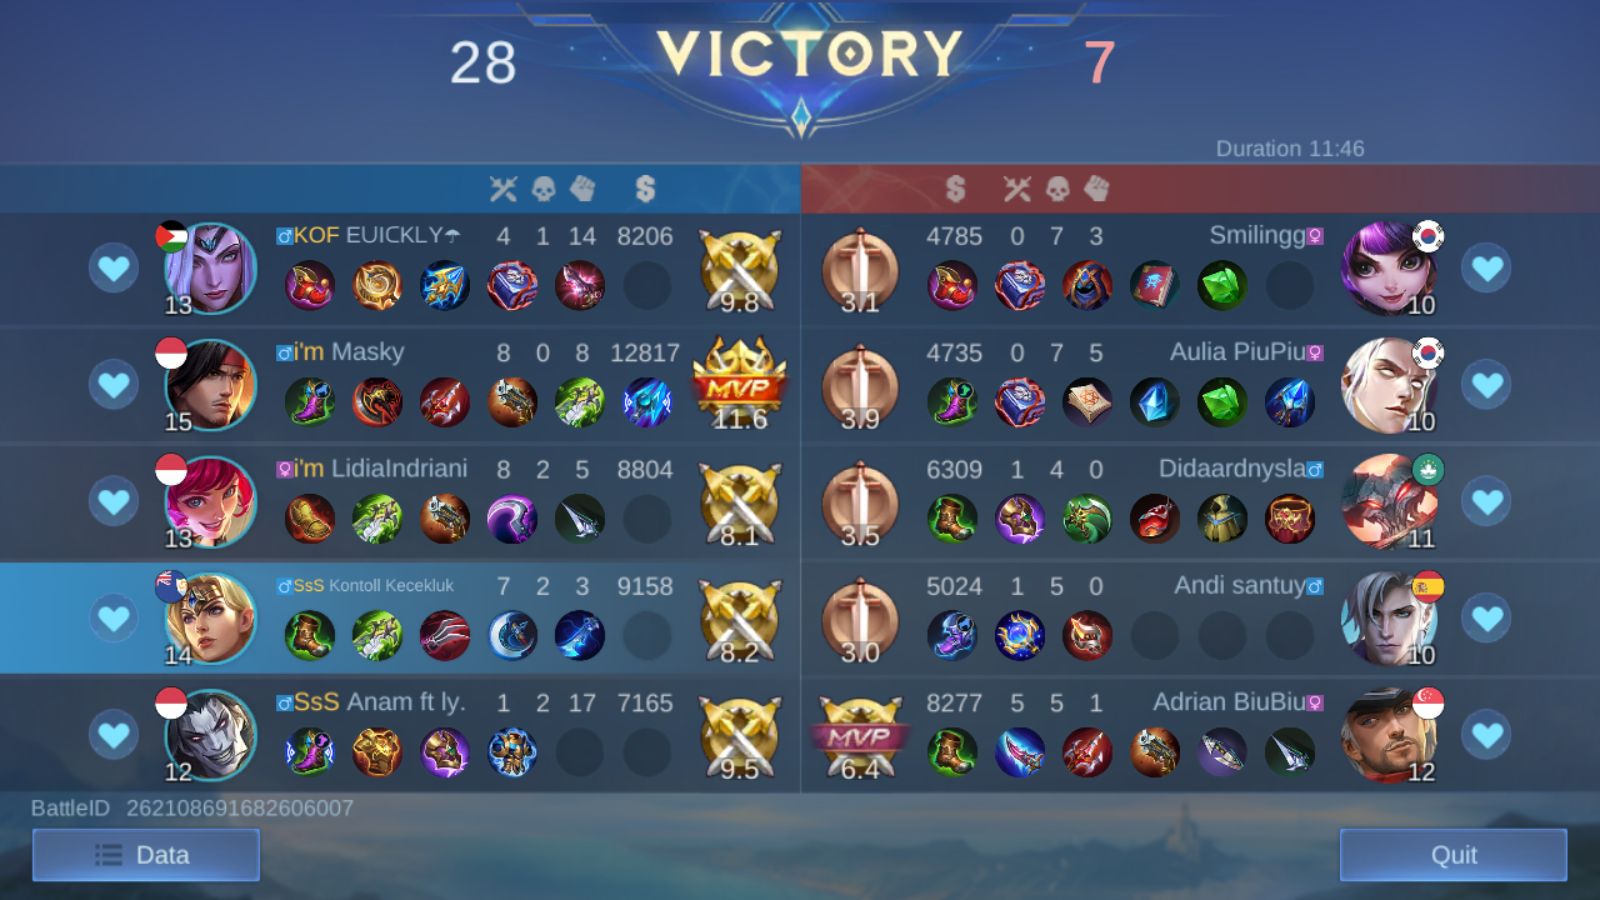 28 VICTORY 7
Duration 11:46
KOF EUICKLY☂ 4 1 14 8206
13 9.8
3.1 4785 0 7 3 Smilingg
10
i'm Masky 8 0 8 12817
15 MVP 11.6
3.9 4735 0 7 5 Aulia PiuPiu
10
i'm LidiaIndriani 8 2 5 8804
13 8.1
3.5 6309 1 4 0 Didaardnysla
11
SsS Kontoll Kecekluk 7 2 3 9158
14 8.2
3.0 5024 1 5 0 Andi santuy
10
SsS Anam ft ly. 1 2 17 7165
12 9.5
MVP 6.4 8277 5 5 1 Adrian BiuBiu
12
BattleID 262108691682606007
Data
Quit